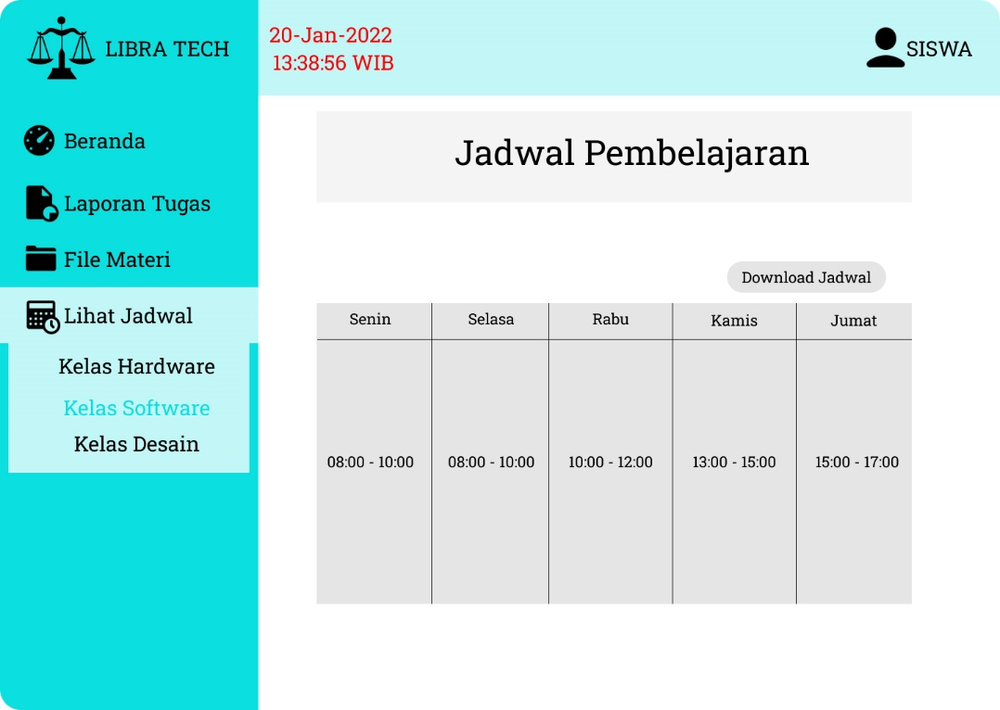 LIBRA TECH
20-Jan-2022
13:38:56 WIB
SISWA
Beranda
Laporan Tugas
File Materi
Lihat Jadwal
Kelas Hardware
Kelas Software
Kelas Desain
Jadwal Pembelajaran
Download Jadwal
Senin Selasa Rabu Kamis Jumat
08:00 - 10:00 08:00 - 10:00 10:00 - 12:00 13:00 - 15:00 15:00 - 17:00